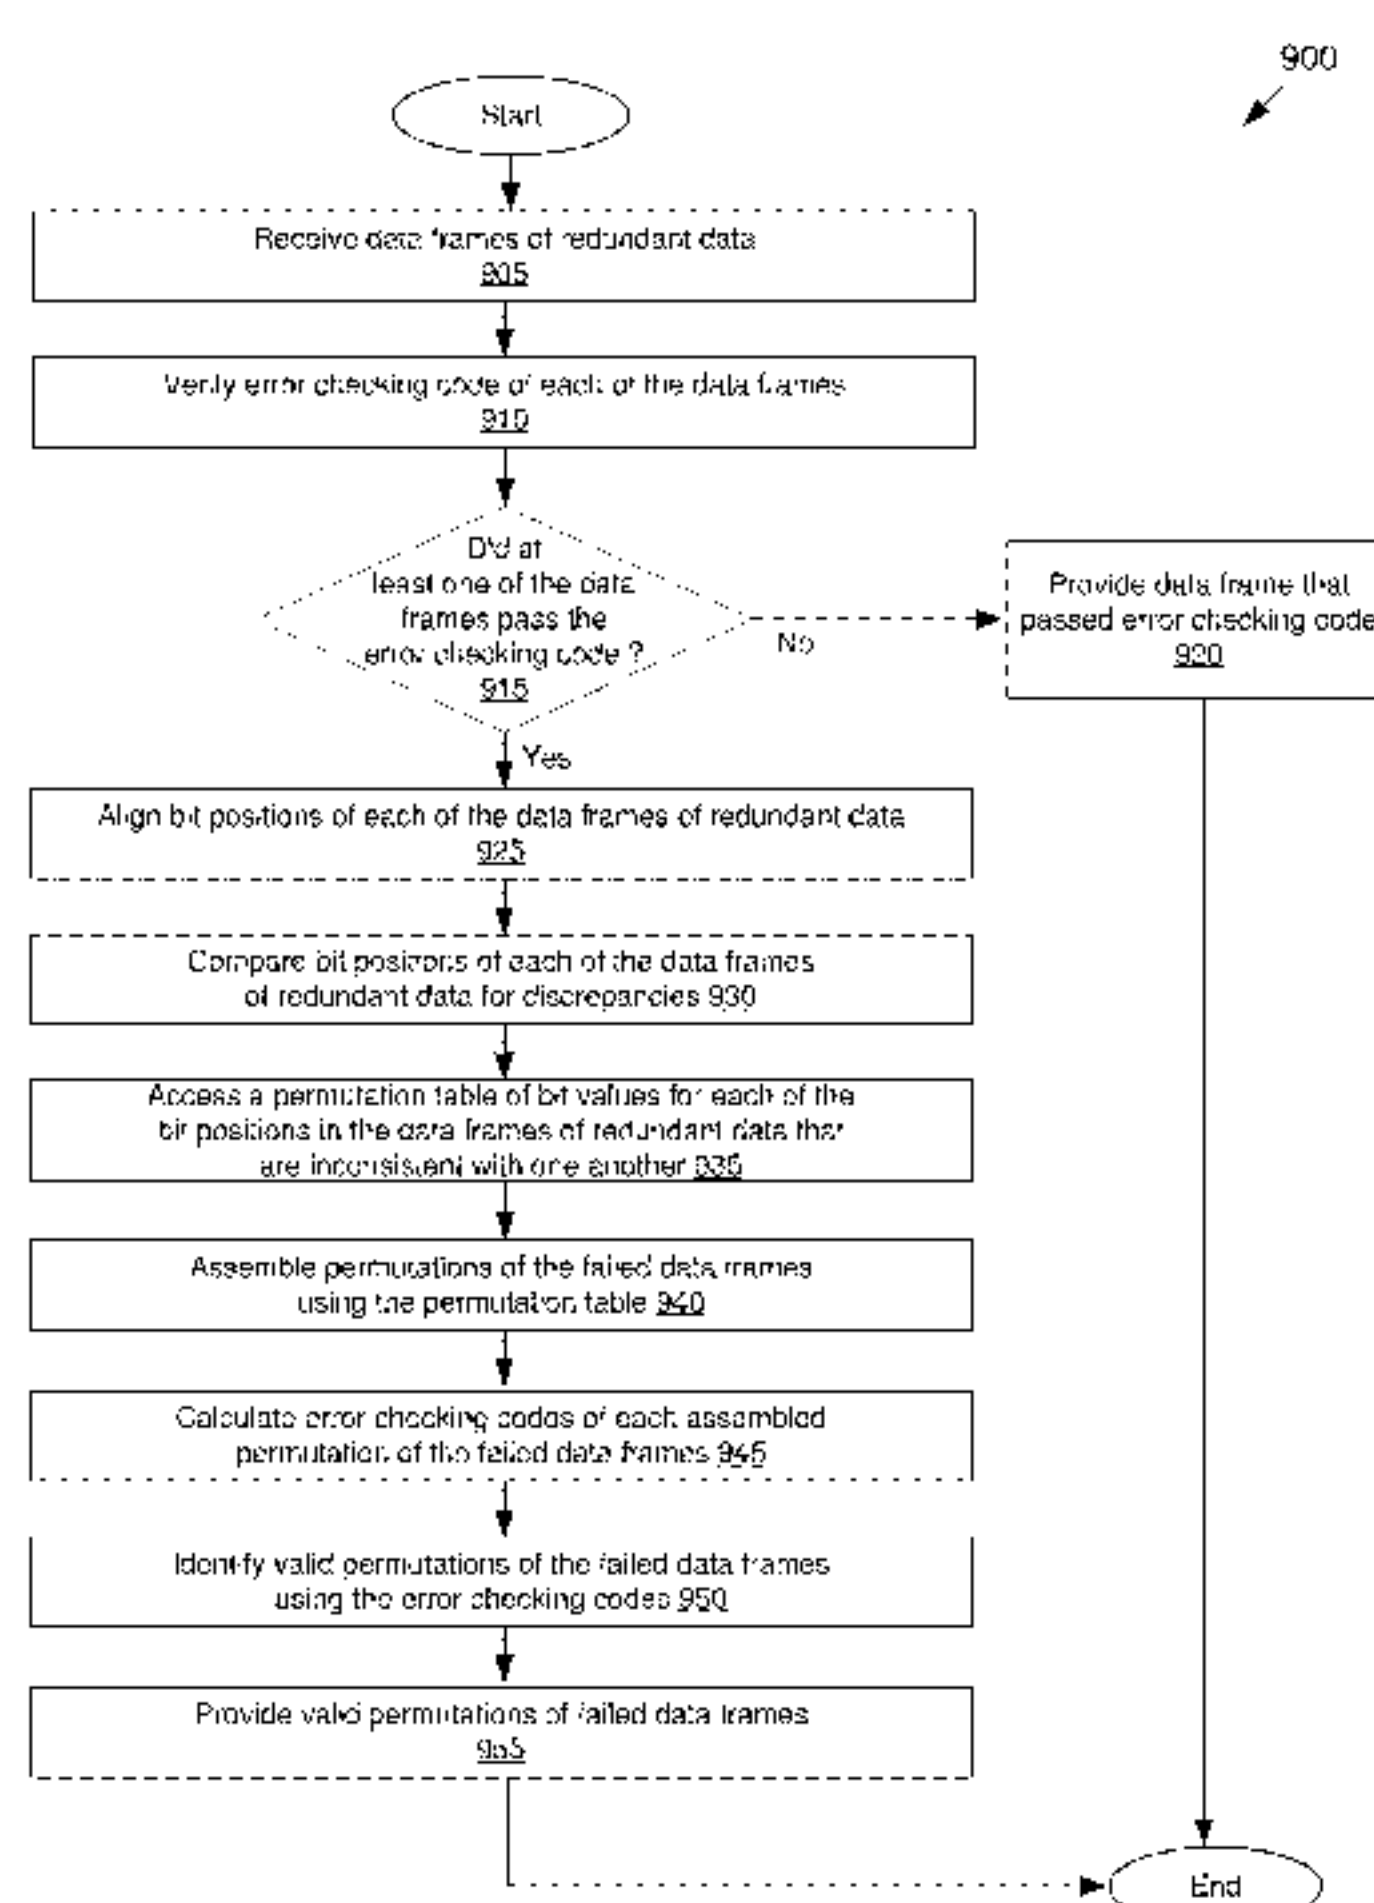 900
Start
Receive data frames of redundant data
905
Verify error checking code of each of the data frames
910
Did at
least one of the data
frames pass the
error checking code ?
915
No
Provide data frame that
passed error checking code
920
Yes
Align bit positions of each of the data frames of redundant data
925
Compare bit positions of each of the data frames
of redundant data for discrepancies 930
Access a permutation table of bit values for each of the
bit positions in the data frames of redundant data that
are inconsistent with one another 935
Assemble permutations of the failed data frames
using the permutation table 940
Calculate error checking codes of each assembled
permutation of the failed data frames 945
Identify valid permutations of the failed data frames
using the error checking codes 950
Provide valid permutations of failed data frames
955
End